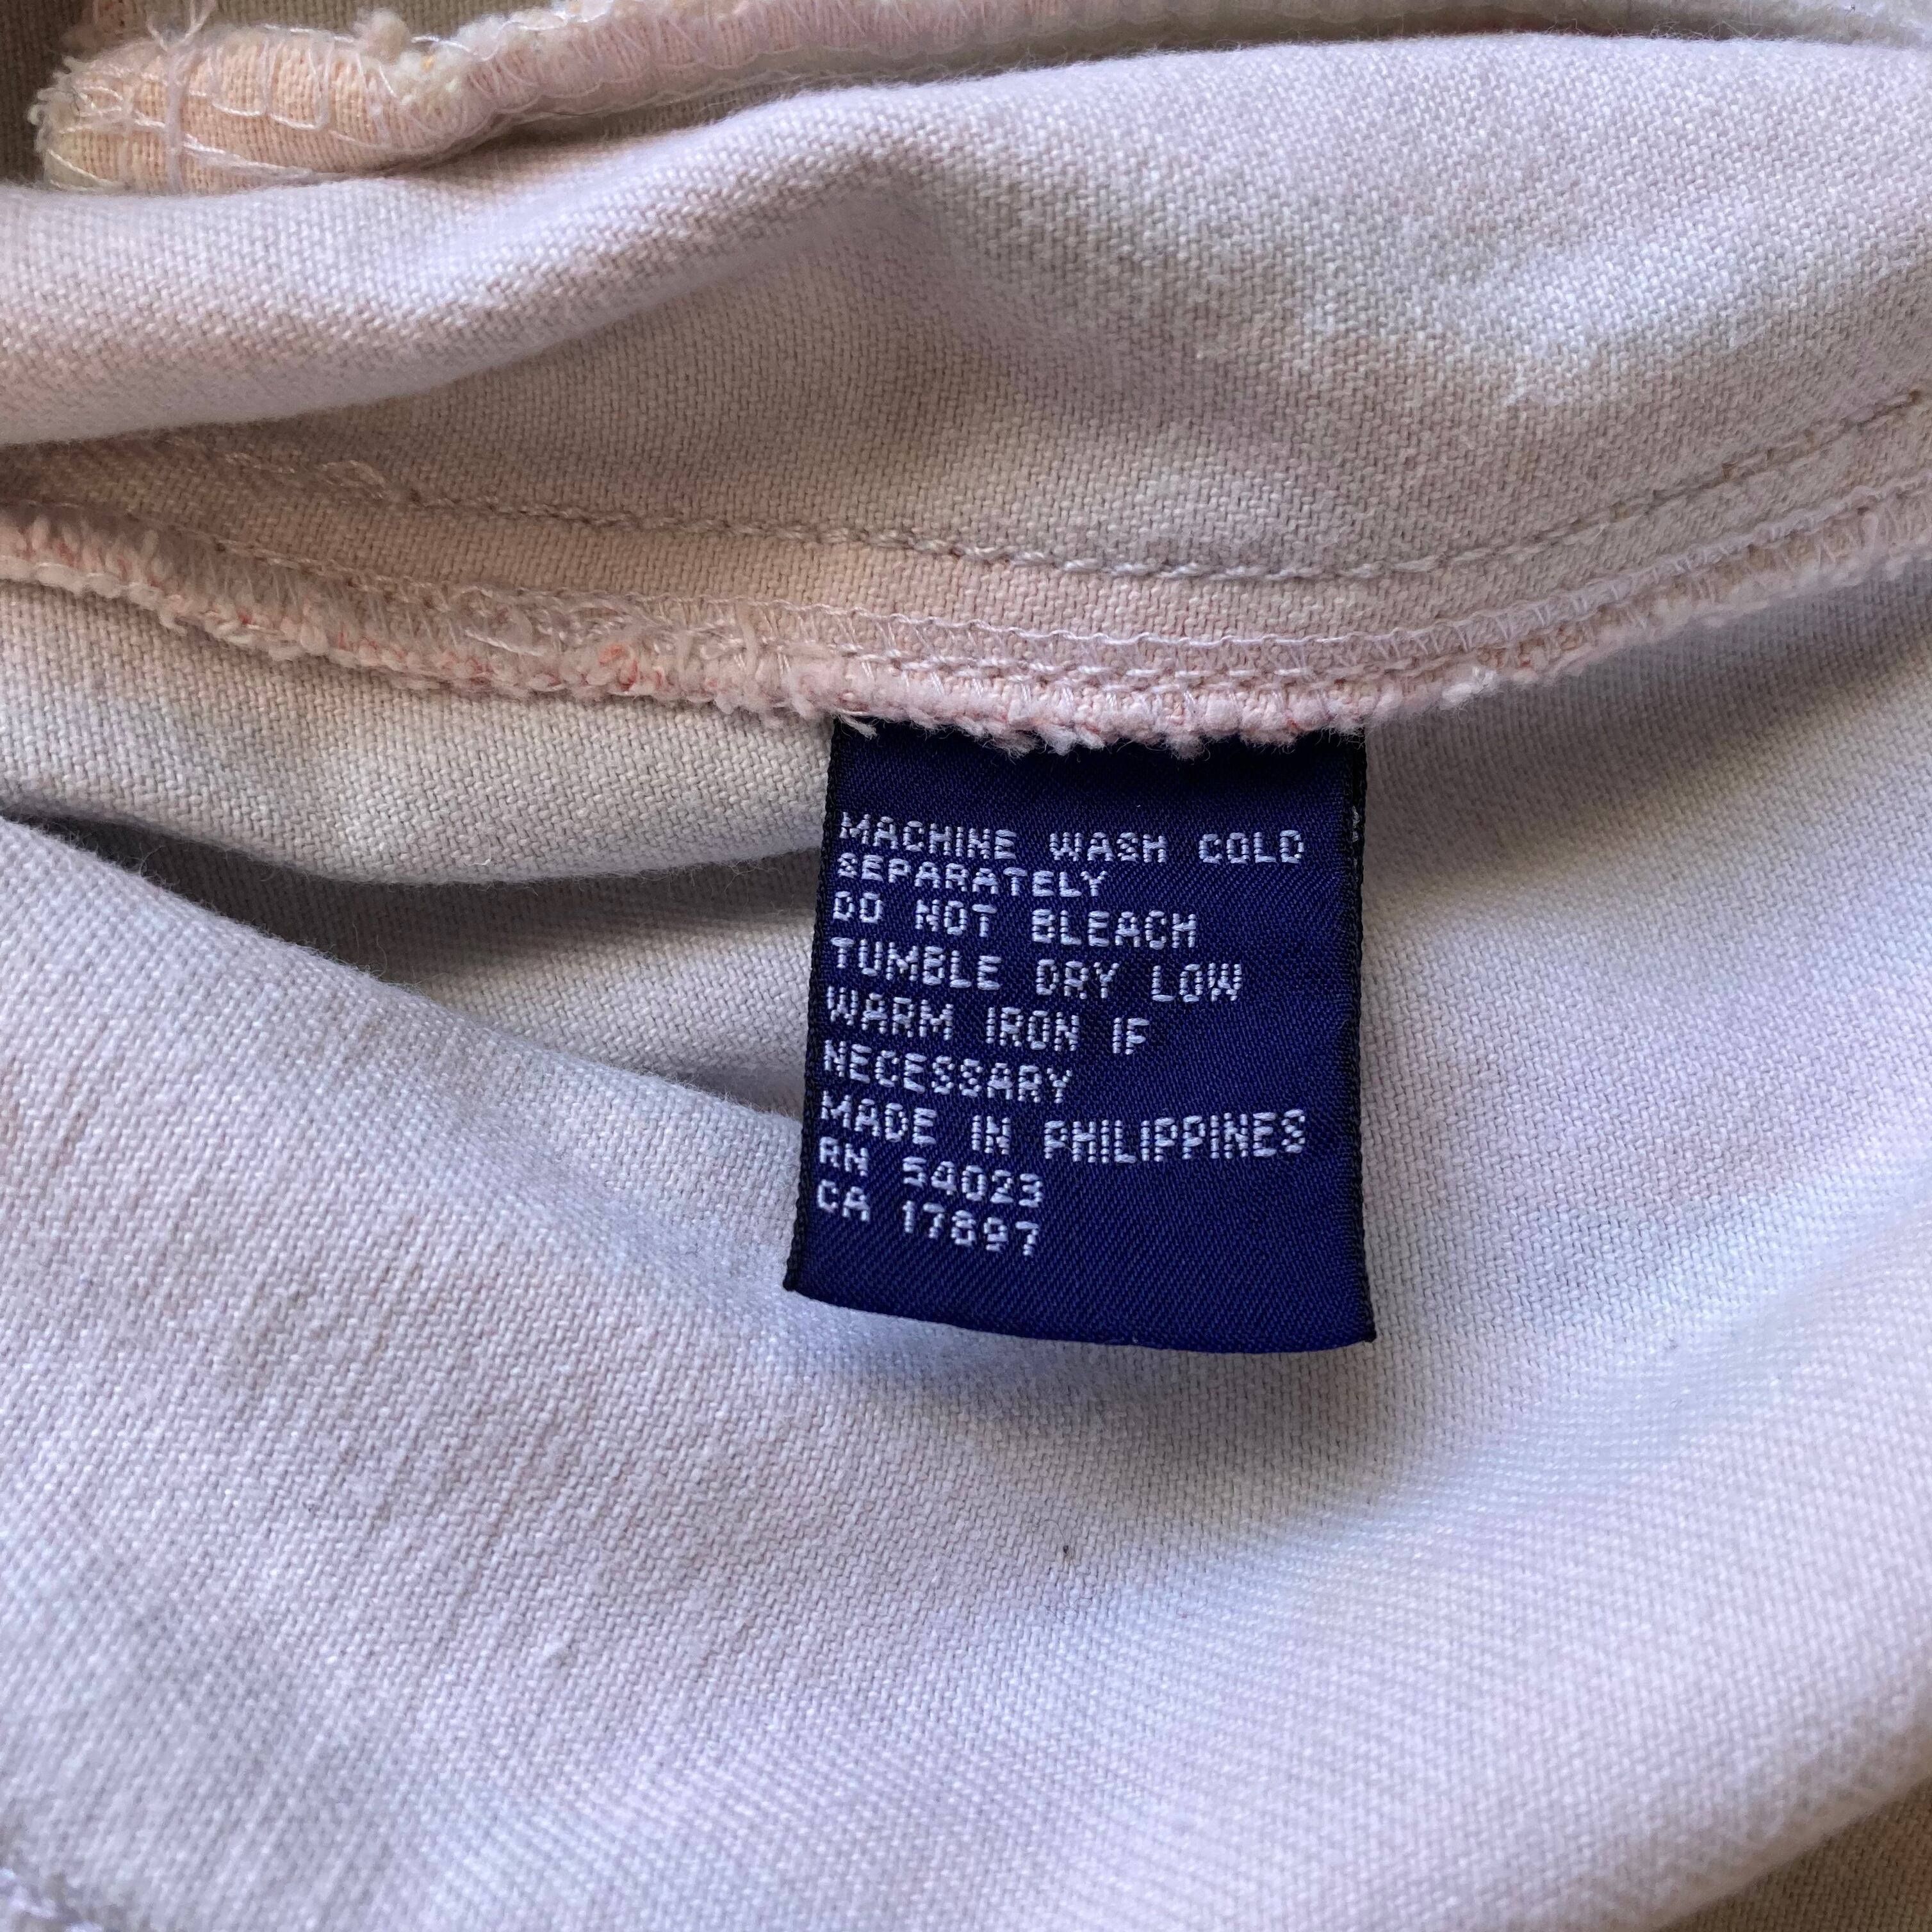 MACHINE WASH COLD
SEPARATELY
DO NOT BLEACH
TUMBLE DRY LOW
WARM IRON IF
NECESSARY
MADE IN PHILIPPINES
RN 54023
CA 17897